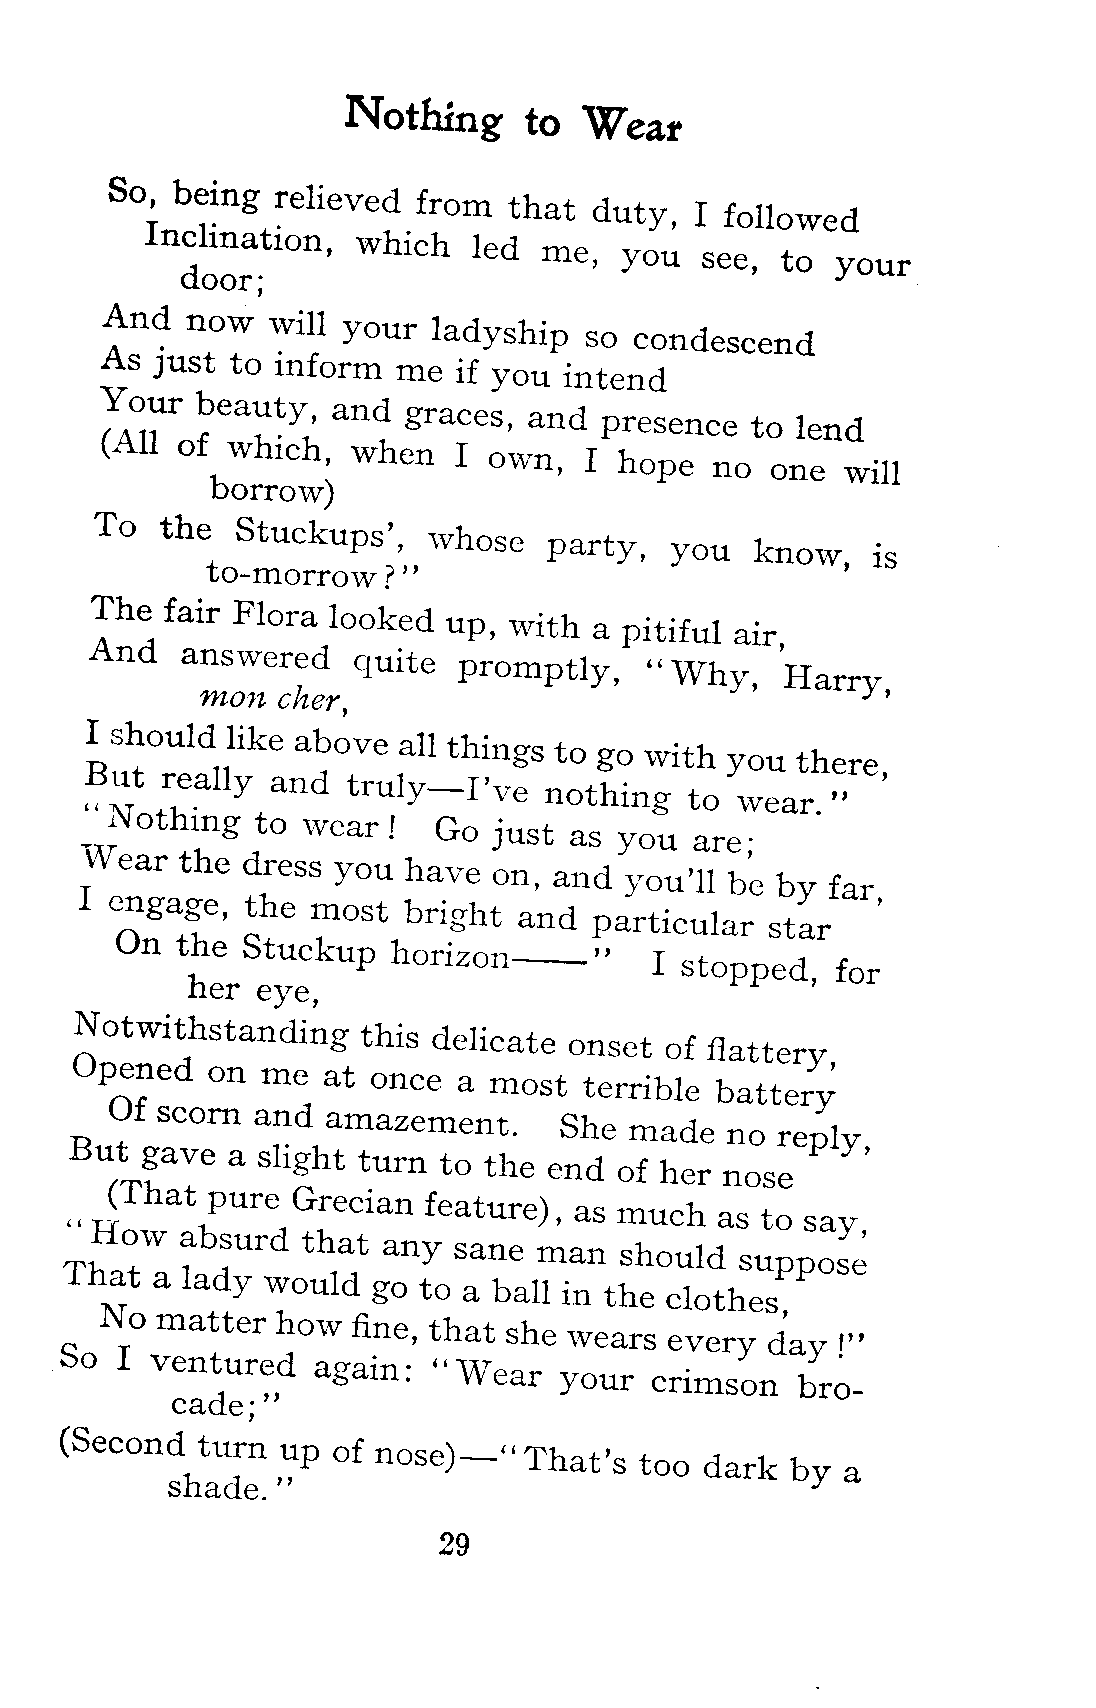 Nothing to Wear
So, being relieved from that duty, I followed
Inclination, which led me, you see, to your
door;
And now will your ladyship so condescend
As just to inform me if you intend
Your beauty, and graces, and presence to lend
(All of which, when I own, I hope no one will
borrow)
To the Stuckups', whose party, you know, is
to-morrow?"
The fair Flora looked up, with a pitiful air,
And answered quite promptly, "Why, Harry,
mon cher,
I should like above all things to go with you there,
But really and truly—I've nothing to wear."
"Nothing to wear! Go just as you are;
Wear the dress you have on, and you'll be by far,
I engage, the most bright and particular star
On the Stuckup horizon——" I stopped, for
her eye,
Notwithstanding this delicate onset of flattery,
Opened on me at once a most terrible battery
Of scorn and amazement. She made no reply,
But gave a slight turn to the end of her nose
(That pure Grecian feature), as much as to say,
"How absurd that any sane man should suppose
That a lady would go to a ball in the clothes,
No matter how fine, that she wears every day!"
So I ventured again: "Wear your crimson bro-
cade;"
(Second turn up of nose)—"That's too dark by a
shade."
29